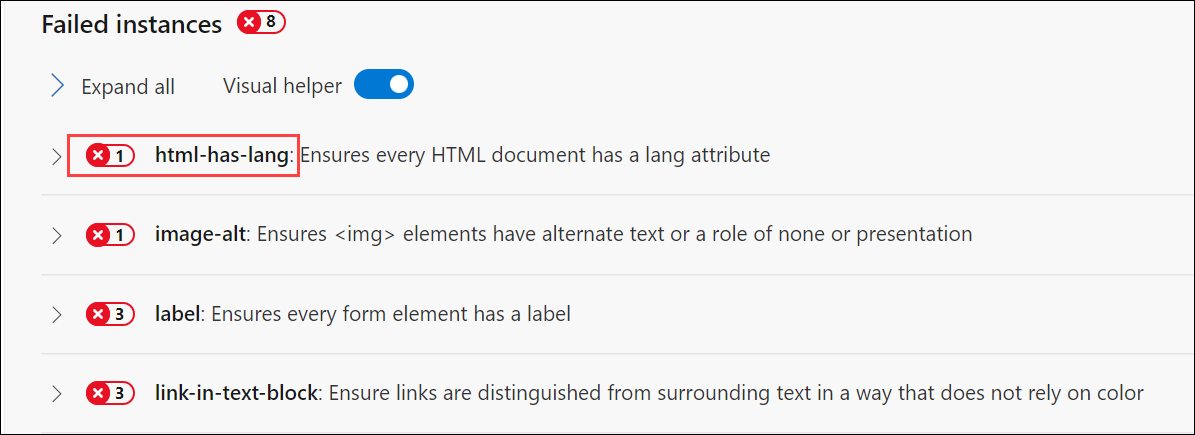 Failed instances 8
Expand all Visual helper
1 html-has-lang: Ensures every HTML document has a lang attribute
1 image-alt: Ensures <img> elements have alternate text or a role of none or presentation
3 label: Ensures every form element has a label
3 link-in-text-block: Ensure links are distinguished from surrounding text in a way that does not rely on color